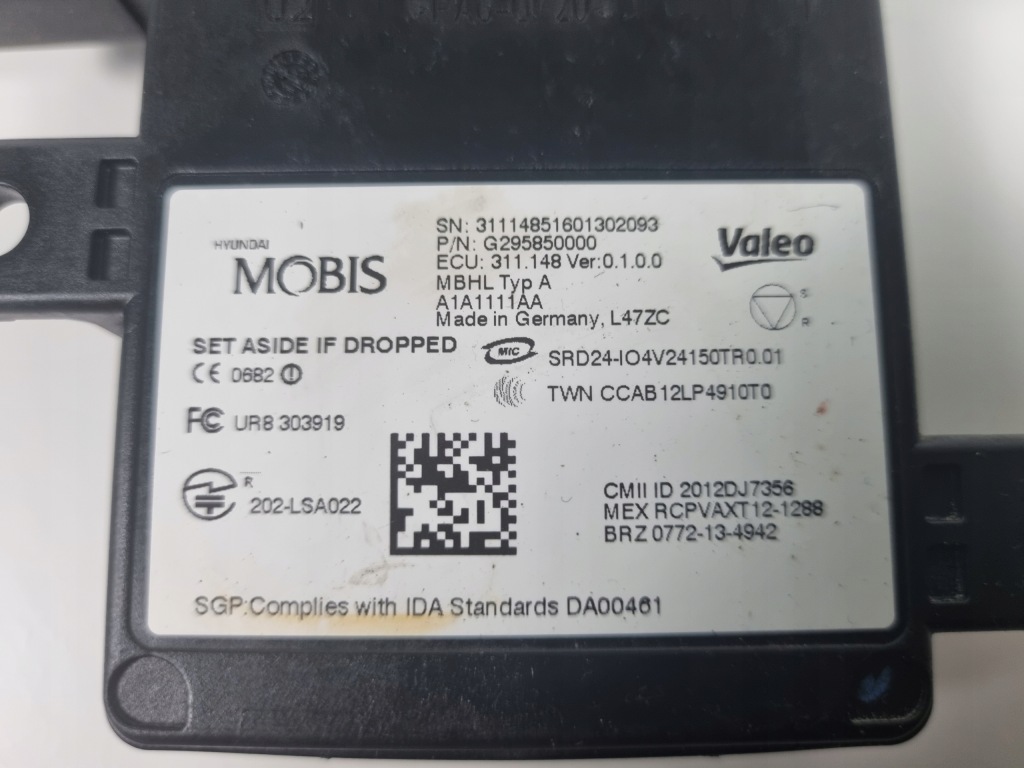 HYUNDAI
MOBIS
SN: 31114851601302093
P/N: G295850000
ECU: 311.148 Ver:0.1.0.0
MBHL Typ A
A1A1111AA
Made in Germany, L47ZC
Valeo
S
R
SET ASIDE IF DROPPED
CE 0682
MIC
SRD24-IO4V24150TR0.01
TWN CCAB12LP4910T0
FC UR8 303919
R
202-LSA022
CMII ID 2012DJ7356
MEX RCPVAXT12-1288
BRZ 0772-13-4942
SGP:Complies with IDA Standards DA00461